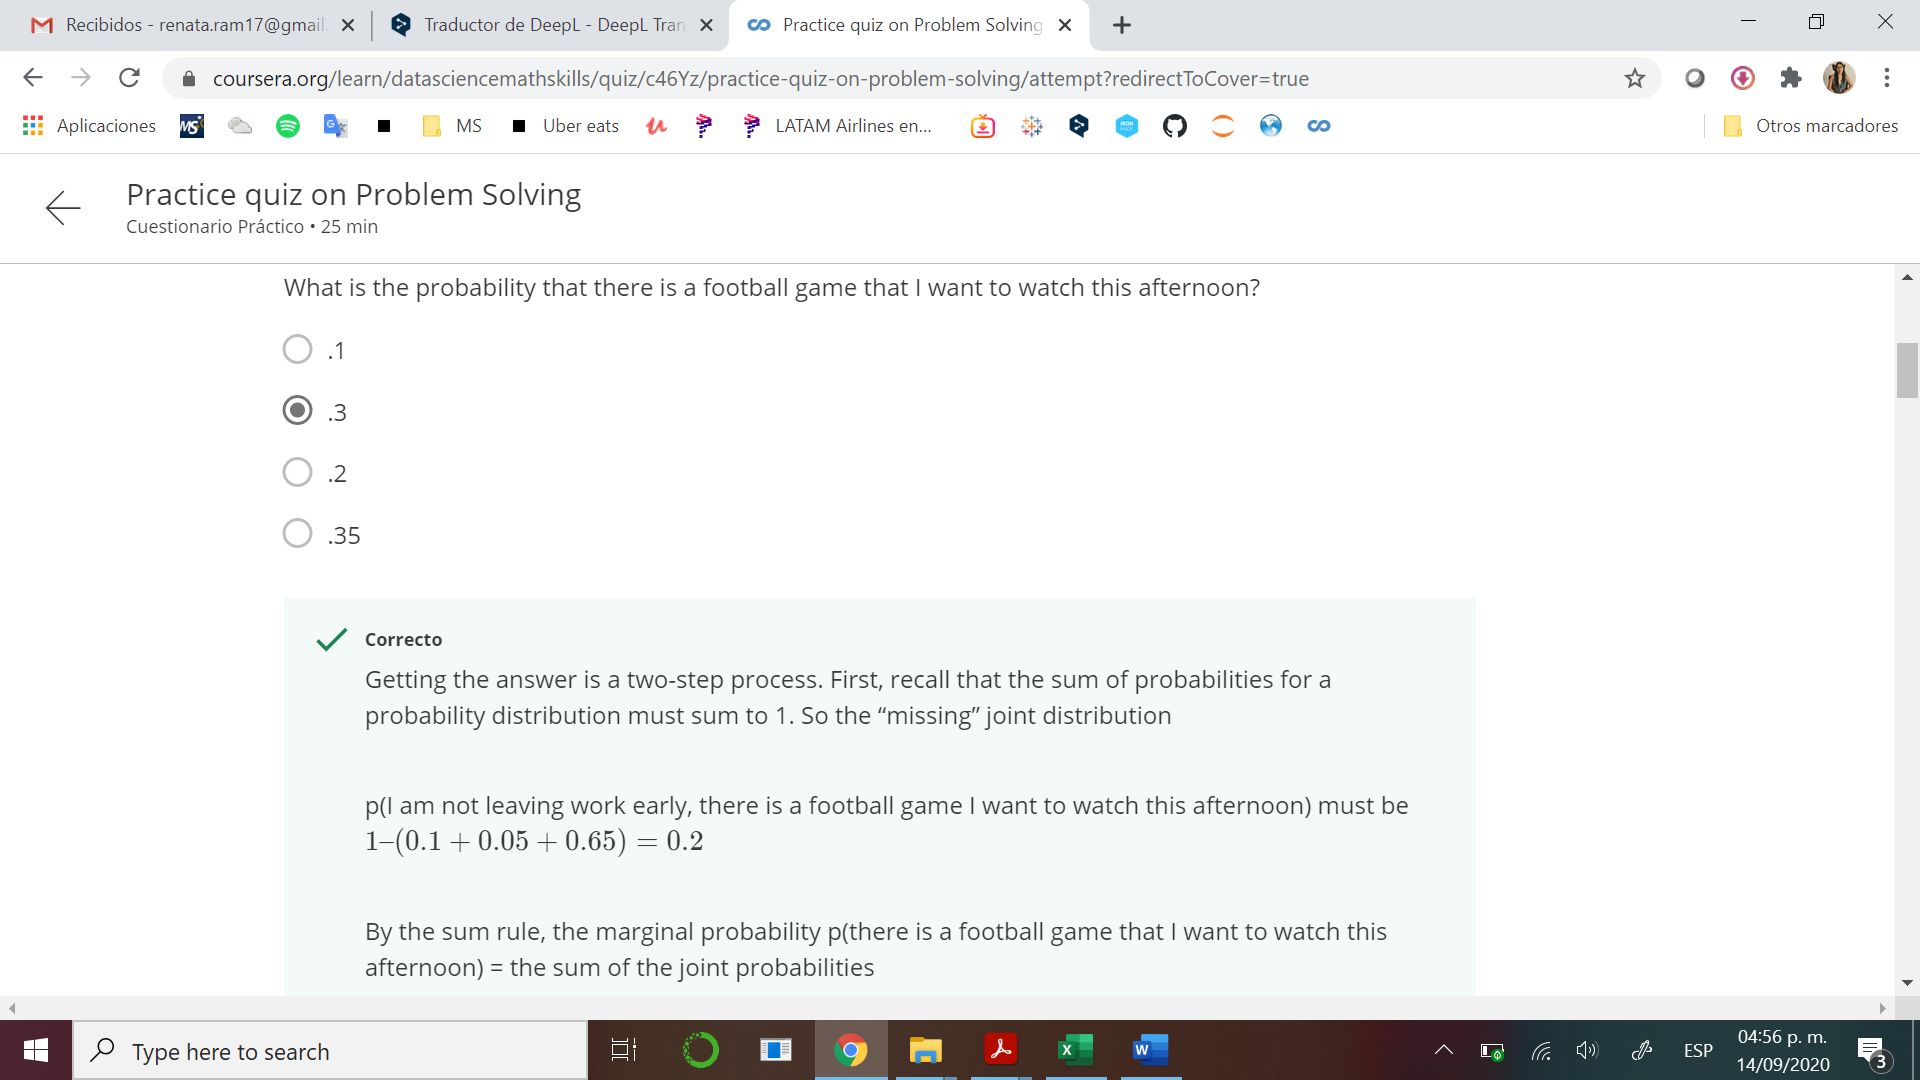 Recibidos - renata.ram17@gmail.
Traductor de DeepL - DeepL Tran
Practice quiz on Problem Solving
coursera.org/learn/datasciencemathskills/quiz/c46Yz/practice-quiz-on-problem-solving/attempt?redirectToCover=true
Aplicaciones
MS
MS
Uber eats
LATAM Airlines en...
IRON HACK
Otros marcadores
Practice quiz on Problem Solving
Cuestionario Práctico • 25 min
What is the probability that there is a football game that I want to watch this afternoon?
.1
.3
.2
.35
Correcto
Getting the answer is a two-step process. First, recall that the sum of probabilities for a
probability distribution must sum to 1. So the “missing” joint distribution
p(I am not leaving work early, there is a football game I want to watch this afternoon) must be
1–(0.1 + 0.05 + 0.65) = 0.2
By the sum rule, the marginal probability p(there is a football game that I want to watch this
afternoon) = the sum of the joint probabilities
Type here to search
ESP
04:56 p. m.
14/09/2020
3